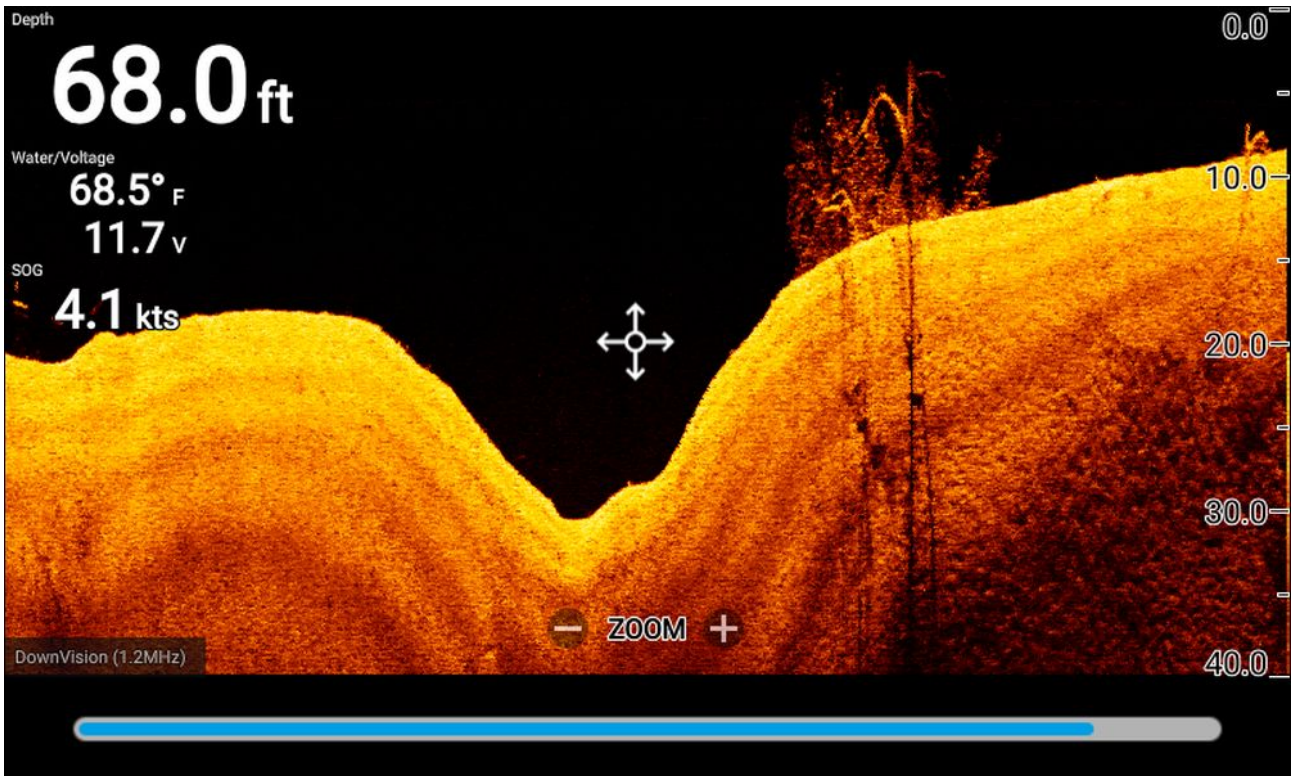 Depth
68.0 ft
Water/Voltage
68.5° F
11.7 V
SOG
4.1 kts
0.0
10.0
20.0
30.0
40.0
− ZOOM +
DownVision (1.2MHz)